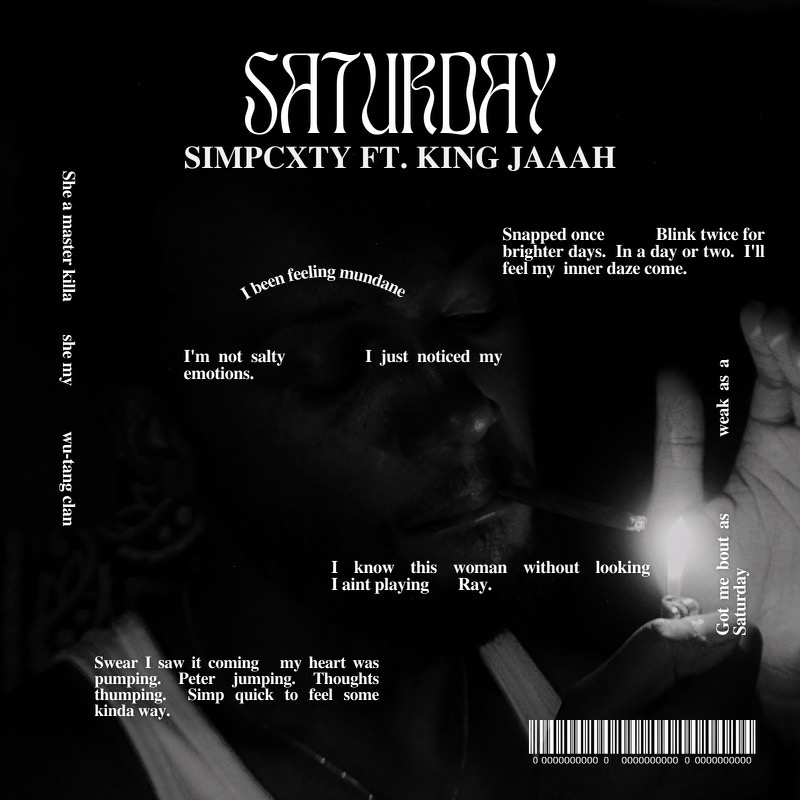 SATURDAY
SIMPCXTY FT. KING JAAAH
She a master killa she my wu-tang clan
Snapped once Blink twice for
brighter days. In a day or two. I'll
feel my inner daze come.
I been feeling mundane
I'm not salty I just noticed my
emotions.
Got me bout as weak as a
Saturday
I know this woman without looking
I aint playing Ray.
Swear I saw it coming my heart was
pumping. Peter jumping. Thoughts
thumping. Simp quick to feel some
kinda way.
0 0000000000 0 0000000000 0 0000000000